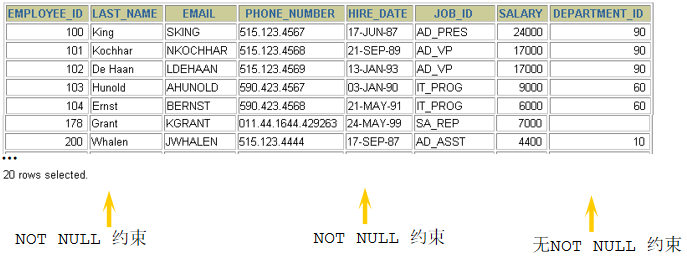 EMPLOYEE_ID LAST_NAME EMAIL PHONE_NUMBER HIRE_DATE JOB_ID SALARY DEPARTMENT_ID
100 King SKING 515.123.4567 17-JUN-87 AD_PRES 24000 90
101 Kochhar NKOCHHAR 515.123.4568 21-SEP-89 AD_VP 17000 90
102 De Haan LDEHAAN 515.123.4569 13-JAN-93 AD_VP 17000 90
103 Hunold AHUNOLD 590.423.4567 03-JAN-90 IT_PROG 9000 60
104 Ernst BERNST 590.423.4568 21-MAY-91 IT_PROG 6000 60
178 Grant KGRANT 011.44.1644.429263 24-MAY-99 SA_REP 7000
200 Whalen JWHALEN 515.123.4444 17-SEP-87 AD_ASST 4400 10
...
20 rows selected.
NOT NULL 约束 NOT NULL 约束 无NOT NULL 约束